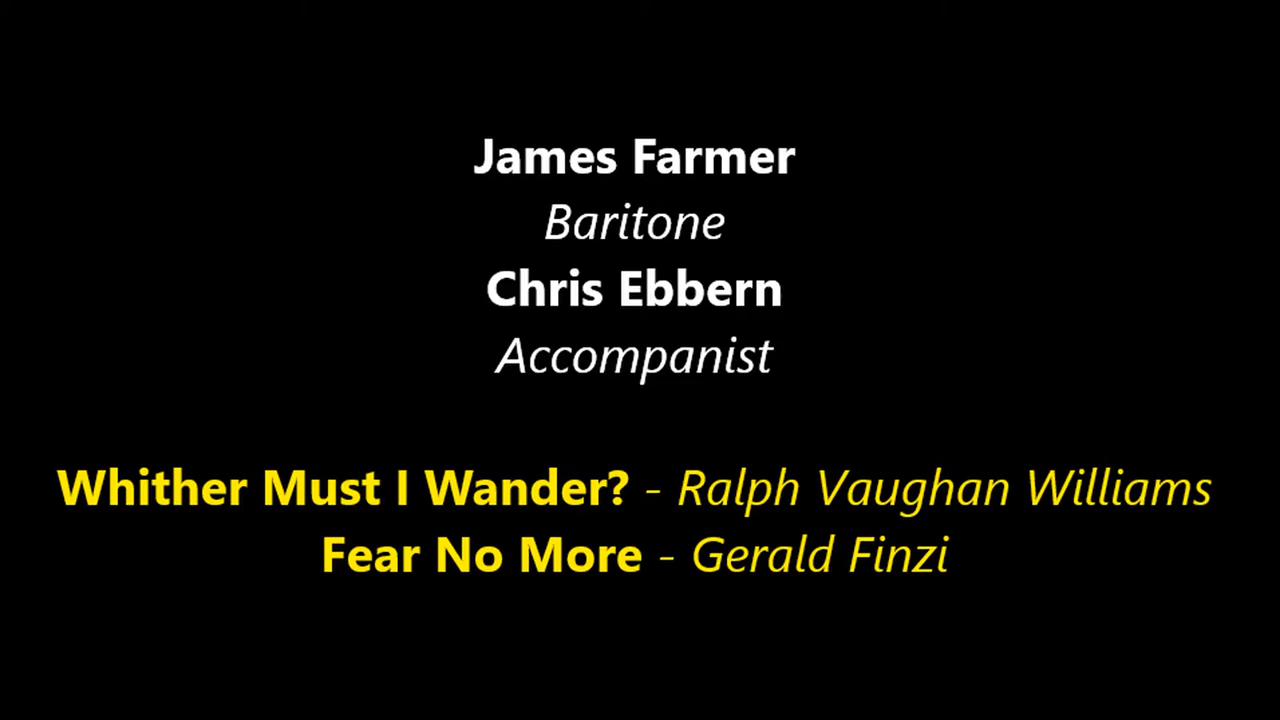 James Farmer
Baritone
Chris Ebbern
Accompanist
Whither Must I Wander? - Ralph Vaughan Williams
Fear No More - Gerald Finzi